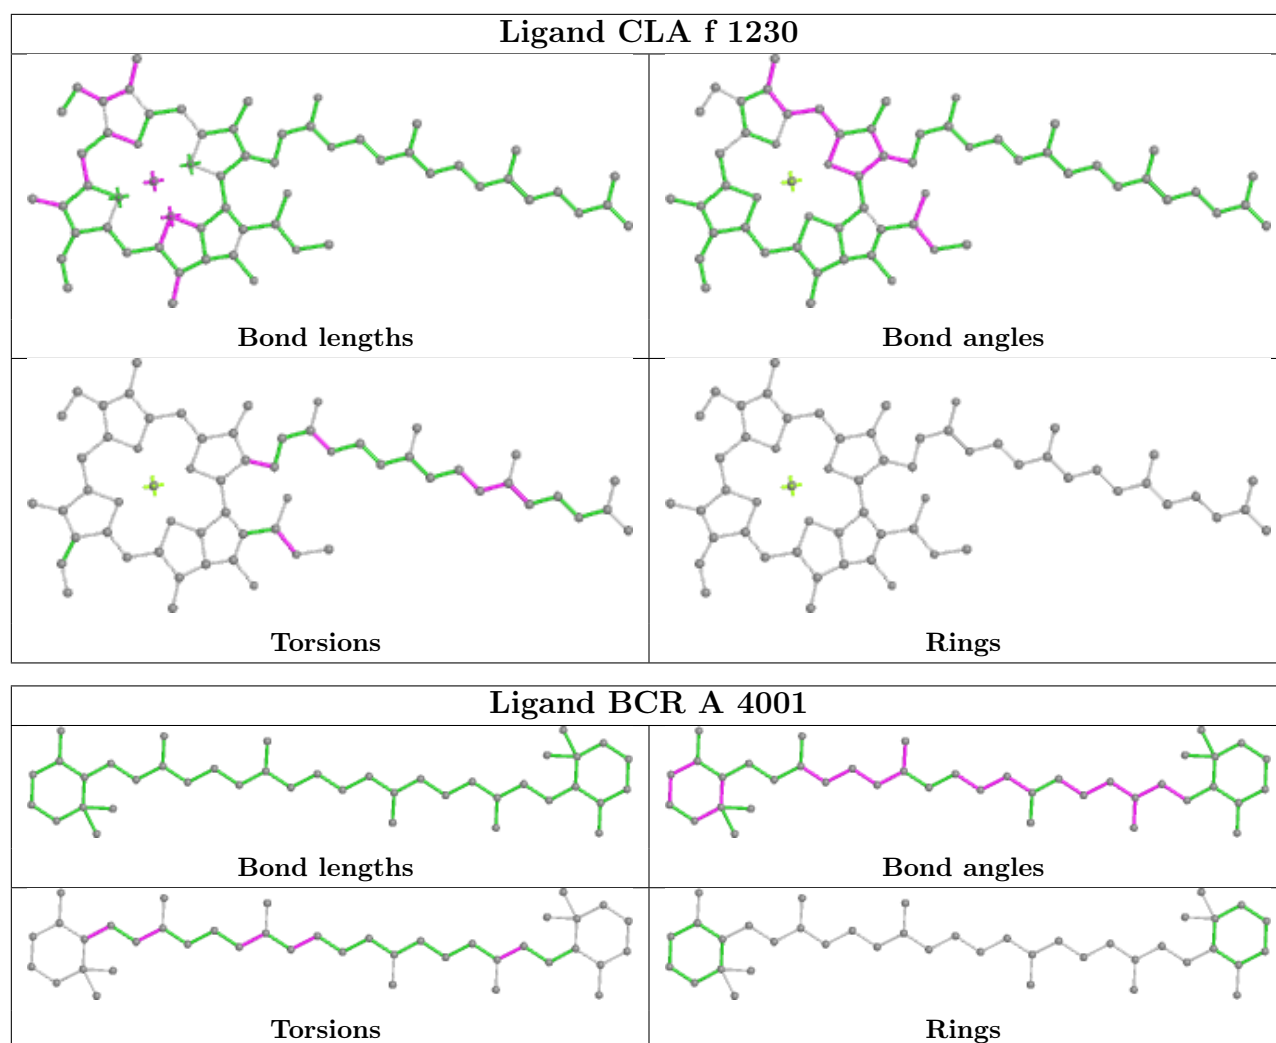 Ligand CLA f 1230
Bond lengths
Bond angles
Torsions
Rings
Ligand BCR A 4001
Bond lengths
Bond angles
Torsions
Rings